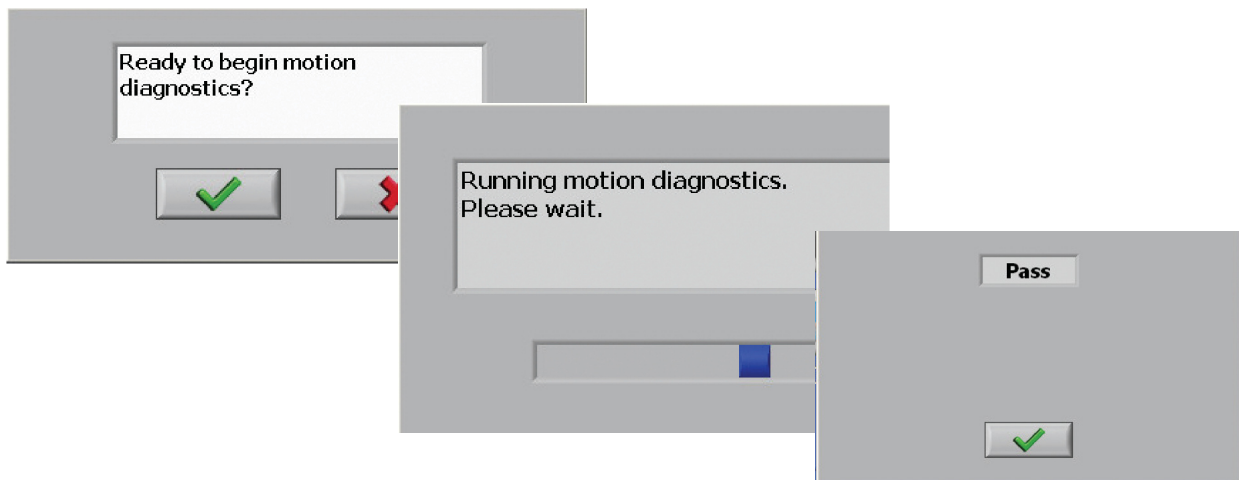 Ready to begin motion
diagnostics?
Running motion diagnostics.
Please wait.
Pass